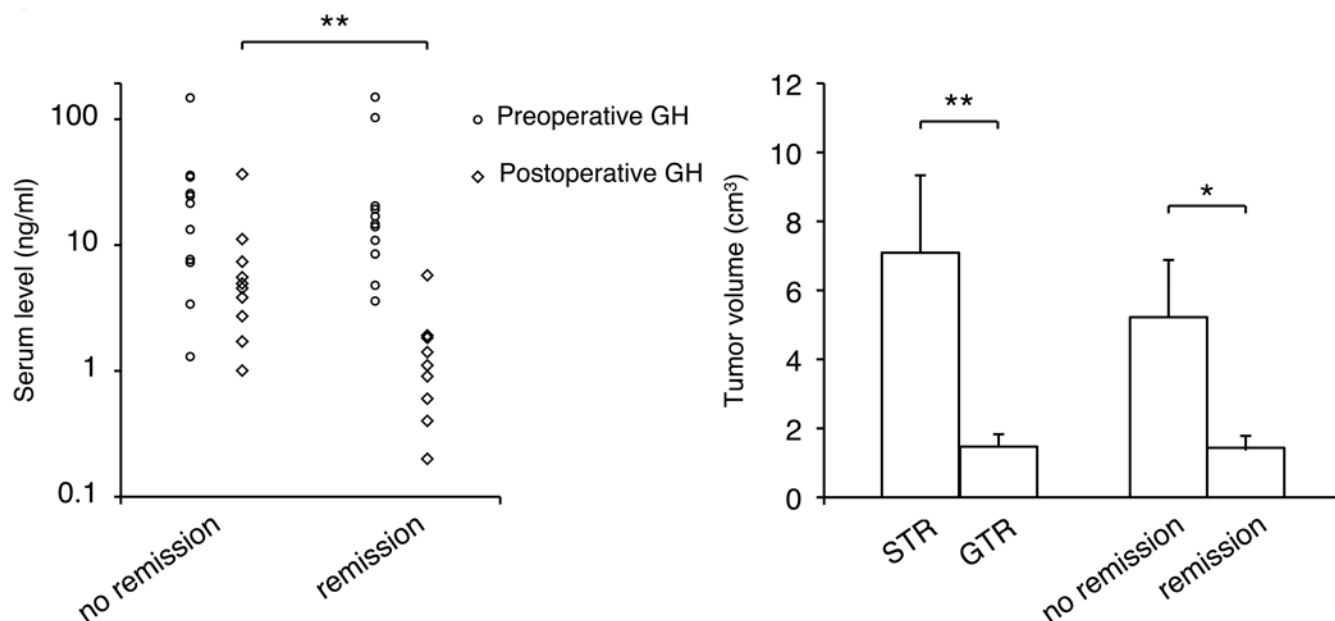 **
100
10
1
0.1
Serum level (ng/ml)
no remission
remission
Preoperative GH
Postoperative GH
12
10
8
6
4
2
0
Tumor volume (cm³)
**
*
STR
GTR
no remission
remission